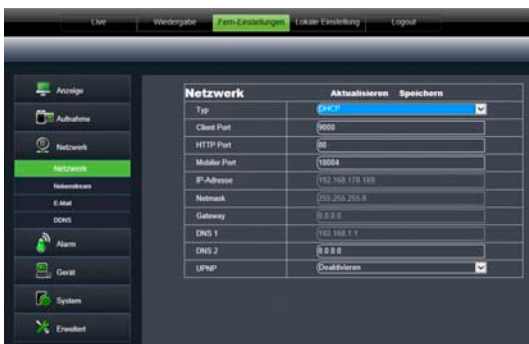 Live Wiedergabe Fern-Einstellungen Lokale Einstellung Logout
Anzeige
Aufnahme
Netzwerk
Netzwerk
Nebenstream
E-Mail
DDNS
Alarm
Gerät
System
Erweitert
Netzwerk Aktualisieren Speichern
Typ DHCP
Client Port 9000
HTTP Port 80
Mobiler Port 18004
IP-Adresse 192.168.178.109
Netmask 255.255.255.0
Gateway 0.0.0.0
DNS 1 192.168.1.1
DNS 2 0.0.0.0
UPNP Deaktivieren